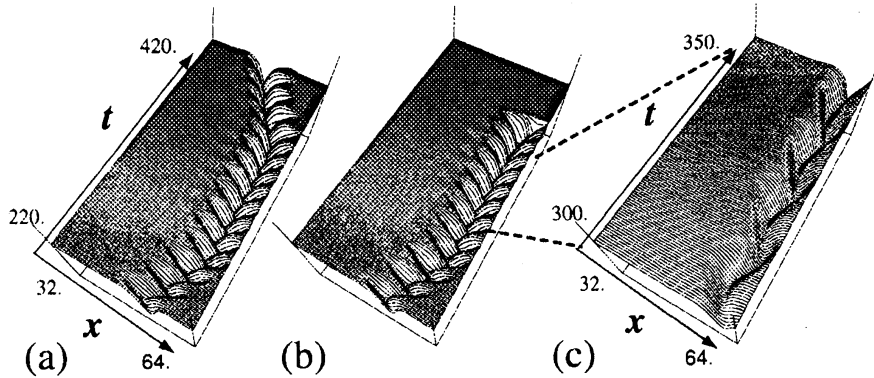 420.
t
220.
32.
x
64.
(a)
(b)
350.
t
300.
32.
x
64.
(c)